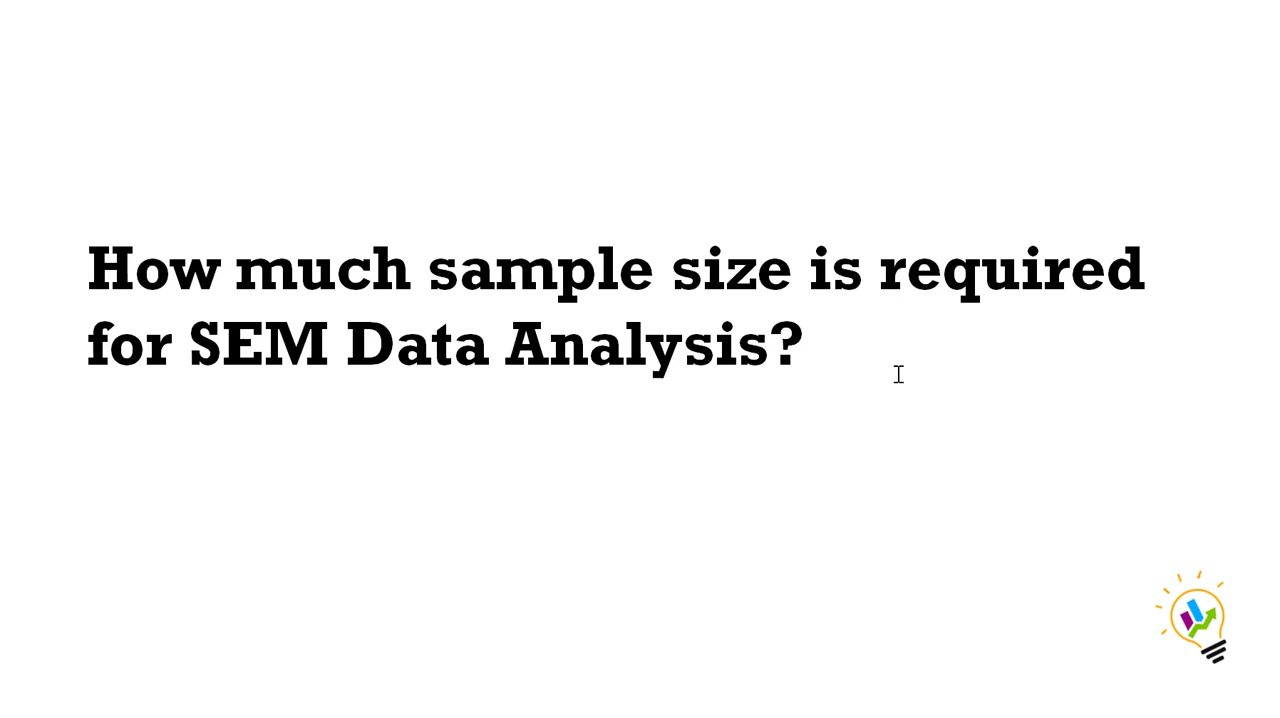 How much sample size is required
for SEM Data Analysis?